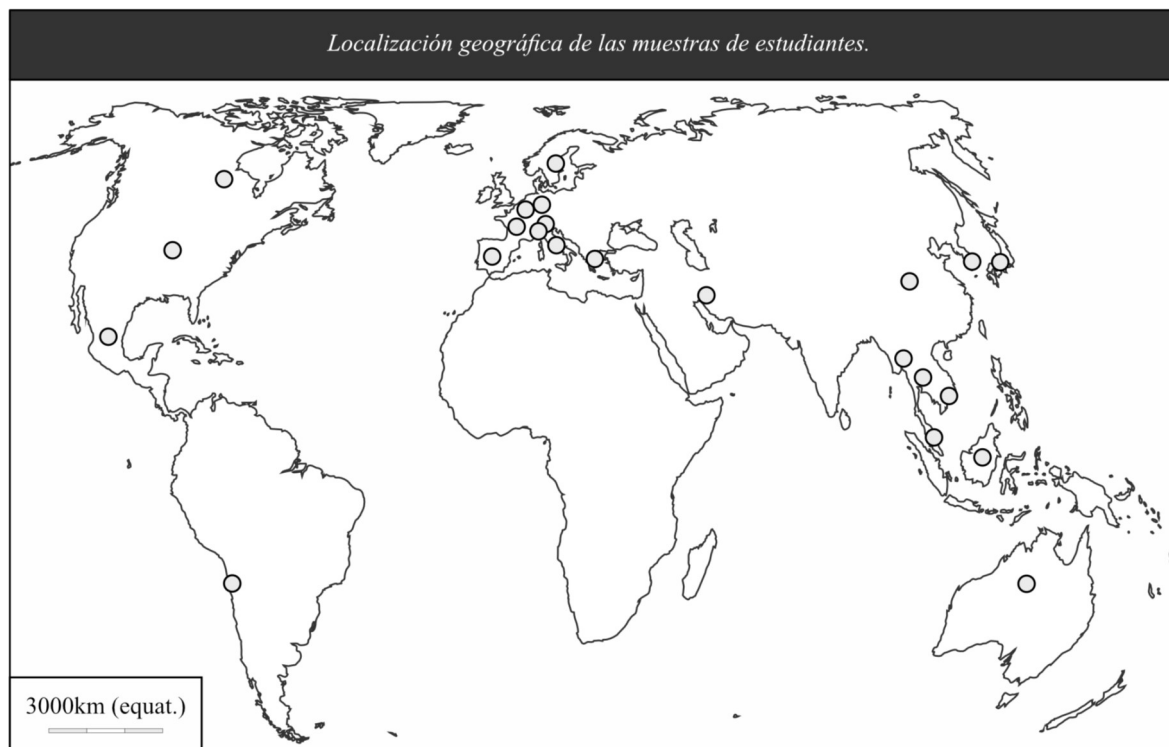 Localización geográfica de las muestras de estudiantes.
3000km (equat.)